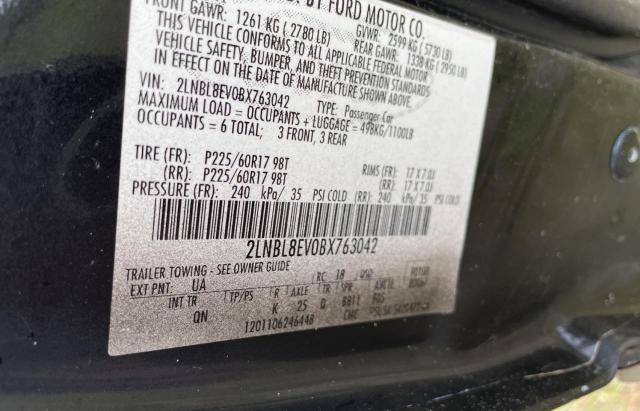 BY FORD MOTOR CO.
FRONT GAWR: 1261 KG ( 2780 LB) GVWR: 2599 KG ( 5730 LB)
REAR GAWR: 1338 KG ( 2950 LB)
THIS VEHICLE CONFORMS TO ALL APPLICABLE FEDERAL MOTOR
VEHICLE SAFETY, BUMPER, AND THEFT PREVENTION STANDARDS
IN EFFECT ON THE DATE OF MANUFACTURE SHOWN ABOVE.
VIN: 2LNBL8EV0BX763042 TYPE: Passenger Car
MAXIMUM LOAD = OCCUPANTS + LUGGAGE = 498KG/1100LB
OCCUPANTS = 6 TOTAL; 3 FRONT, 3 REAR
TIRE (FR): P225/60R17 98T RIMS (FR): 17 X 7.0J
(RR): P225/60R17 98T (RR): 17 X 7.0J
PRESSURE (FR): 240 kPa/ 35 PSI COLD (RR): 240 kPa/ 35 PSI COLD
2LNBL8EV0BX763042
TRAILER TOWING - SEE OWNER GUIDE
EXT PNT: UA RC: 18 DSO:
INT TR TP/PS R AXLE TR SPR
QN K 25 Q BB11
1201106246448